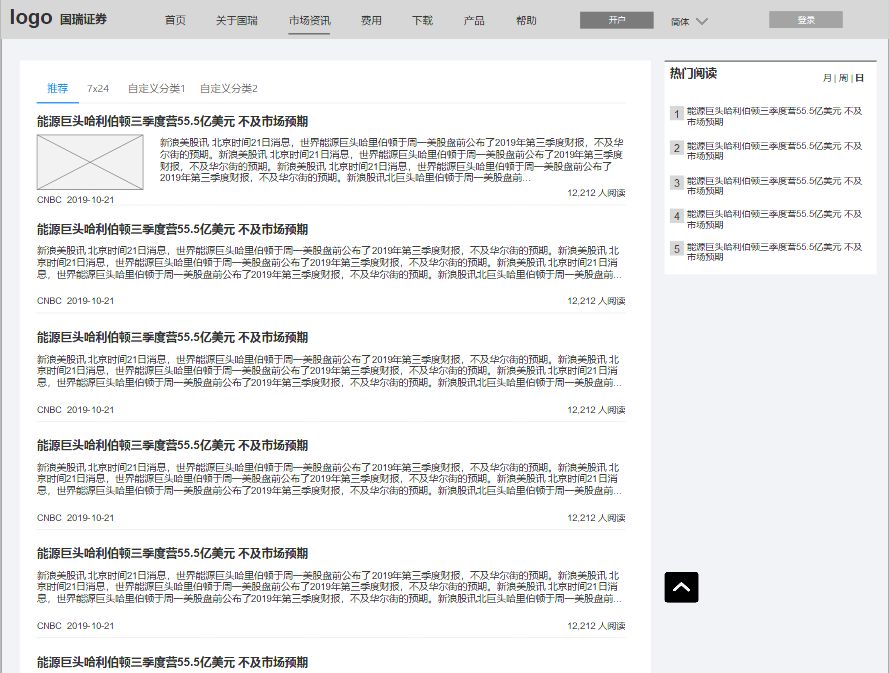 logo 国瑞证券 首页 关于国瑞 市场资讯 费用 下载 产品 帮助 开户 简体 登录
推荐 7x24 自定义分类1 自定义分类2
能源巨头哈利伯顿三季度营55.5亿美元 不及市场预期
新浪美股讯 北京时间21日消息，世界能源巨头哈里伯顿于周一美股盘前公布了2019年第三季度财报，不及华
尔街的预期。新浪美股讯 北京时间21日消息，世界能源巨头哈里伯顿于周一美股盘前公布了2019年第三季度
财报，不及华尔街的预期。新浪美股讯 北京时间21日消息，世界能源巨头哈里伯顿于周一美股盘前公布了
2019年第三季度财报，不及华尔街的预期。新浪美股讯北巨头哈里伯顿于周一美股盘前...
CNBC 2019-10-21 12,212 人阅读
能源巨头哈利伯顿三季度营55.5亿美元 不及市场预期
新浪美股讯 北京时间21日消息，世界能源巨头哈里伯顿于周一美股盘前公布了2019年第三季度财报，不及华尔街的预期。新浪美股讯 北
京时间21日消息，世界能源巨头哈里伯顿于周一美股盘前公布了2019年第三季度财报，不及华尔街的预期。新浪美股讯 北京时间21日消
息，世界能源巨头哈里伯顿于周一美股盘前公布了2019年第三季度财报，不及华尔街的预期。新浪美股讯北巨头哈里伯顿于周一美股盘前...
CNBC 2019-10-21 12,212 人阅读
能源巨头哈利伯顿三季度营55.5亿美元 不及市场预期
新浪美股讯 北京时间21日消息，世界能源巨头哈里伯顿于周一美股盘前公布了2019年第三季度财报，不及华尔街的预期。新浪美股讯 北
京时间21日消息，世界能源巨头哈里伯顿于周一美股盘前公布了2019年第三季度财报，不及华尔街的预期。新浪美股讯 北京时间21日消
息，世界能源巨头哈里伯顿于周一美股盘前公布了2019年第三季度财报，不及华尔街的预期。新浪美股讯北巨头哈里伯顿于周一美股盘前...
CNBC 2019-10-21 12,212 人阅读
能源巨头哈利伯顿三季度营55.5亿美元 不及市场预期
新浪美股讯 北京时间21日消息，世界能源巨头哈里伯顿于周一美股盘前公布了2019年第三季度财报，不及华尔街的预期。新浪美股讯 北
京时间21日消息，世界能源巨头哈里伯顿于周一美股盘前公布了2019年第三季度财报，不及华尔街的预期。新浪美股讯 北京时间21日消
息，世界能源巨头哈里伯顿于周一美股盘前公布了2019年第三季度财报，不及华尔街的预期。新浪美股讯北巨头哈里伯顿于周一美股盘前...
CNBC 2019-10-21 12,212 人阅读
能源巨头哈利伯顿三季度营55.5亿美元 不及市场预期
新浪美股讯 北京时间21日消息，世界能源巨头哈里伯顿于周一美股盘前公布了2019年第三季度财报，不及华尔街的预期。新浪美股讯 北
京时间21日消息，世界能源巨头哈里伯顿于周一美股盘前公布了2019年第三季度财报，不及华尔街的预期。新浪美股讯 北京时间21日消
息，世界能源巨头哈里伯顿于周一美股盘前公布了2019年第三季度财报，不及华尔街的预期。新浪美股讯北巨头哈里伯顿于周一美股盘前...
CNBC 2019-10-21 12,212 人阅读
能源巨头哈利伯顿三季度营55.5亿美元 不及市场预期
热门阅读 月 | 周 | 日
1 能源巨头哈利伯顿三季度营55.5亿美元 不及
市场预期
2 能源巨头哈利伯顿三季度营55.5亿美元 不及
市场预期
3 能源巨头哈利伯顿三季度营55.5亿美元 不及
市场预期
4 能源巨头哈利伯顿三季度营55.5亿美元 不及
市场预期
5 能源巨头哈利伯顿三季度营55.5亿美元 不及
市场预期